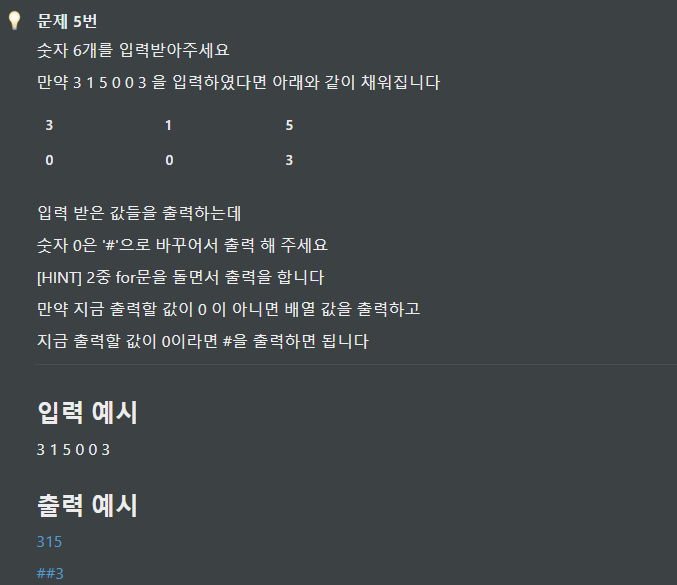 문제 5번
숫자 6개를 입력받아주세요
만약 3 1 5 0 0 3 을 입력하였다면 아래와 같이 채워집니다
3 1 5
0 0 3
입력 받은 값들을 출력하는데
숫자 0은 '#'으로 바꾸어서 출력 해 주세요
[HINT] 2중 for문을 돌면서 출력을 합니다
만약 지금 출력할 값이 0 이 아니면 배열 값을 출력하고
지금 출력할 값이 0이라면 #을 출력하면 됩니다
입력 예시
3 1 5 0 0 3
출력 예시
315
##3